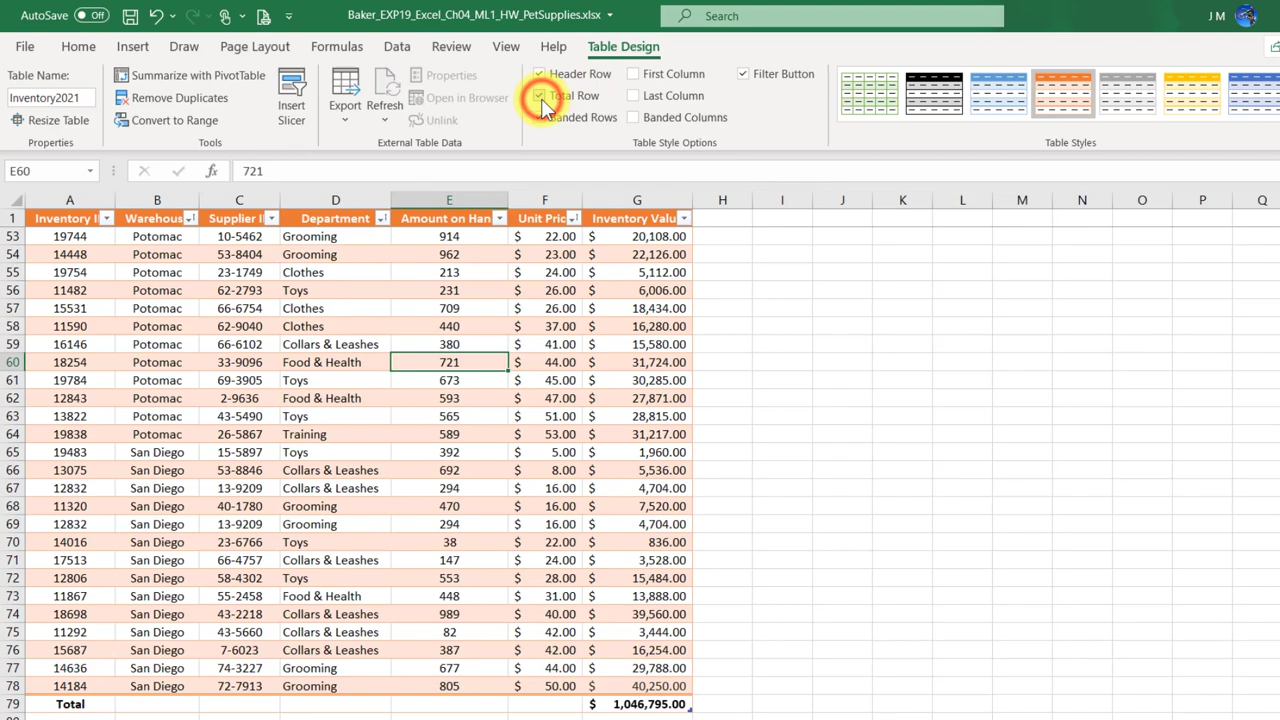 AutoSave Off Baker_EXP19_Excel_Ch04_ML1_HW_PetSupplies.xlsx Search J M
File Home Insert Draw Page Layout Formulas Data Review View Help Table Design
Table Name:
Inventory2021
Resize Table
Properties
Summarize with PivotTable
Remove Duplicates
Convert to Range
Insert Slicer
Tools
Export Refresh
Properties
Open in Browser
Unlink
External Table Data
Header Row First Column Filter Button
Total Row Last Column
Banded Rows Banded Columns
Table Style Options
Table Styles
E60 fx 721
A B C D E F G H I J K L M N O P Q
1 Inventory I Warehous Supplier I Department Amount on Han Unit Pric Inventory Valu
53 19744 Potomac 10-5462 Grooming 914 $ 22.00 $ 20,108.00
54 14448 Potomac 53-8404 Grooming 962 $ 23.00 $ 22,126.00
55 19754 Potomac 23-1749 Clothes 213 $ 24.00 $ 5,112.00
56 11482 Potomac 62-2793 Toys 231 $ 26.00 $ 6,006.00
57 15531 Potomac 66-6754 Clothes 709 $ 26.00 $ 18,434.00
58 11590 Potomac 62-9040 Clothes 440 $ 37.00 $ 16,280.00
59 16146 Potomac 66-6102 Collars & Leashes 380 $ 41.00 $ 15,580.00
60 18254 Potomac 33-9096 Food & Health 721 $ 44.00 $ 31,724.00
61 19784 Potomac 69-3905 Toys 673 $ 45.00 $ 30,285.00
62 12843 Potomac 2-9636 Food & Health 593 $ 47.00 $ 27,871.00
63 13822 Potomac 43-5490 Toys 565 $ 51.00 $ 28,815.00
64 19838 Potomac 26-5867 Training 589 $ 53.00 $ 31,217.00
65 19483 San Diego 15-5897 Toys 392 $ 5.00 $ 1,960.00
66 13075 San Diego 53-8846 Collars & Leashes 692 $ 8.00 $ 5,536.00
67 12832 San Diego 13-9209 Collars & Leashes 294 $ 16.00 $ 4,704.00
68 11320 San Diego 40-1780 Grooming 470 $ 16.00 $ 7,520.00
69 12832 San Diego 13-9209 Grooming 294 $ 16.00 $ 4,704.00
70 14016 San Diego 23-6766 Toys 38 $ 22.00 $ 836.00
71 17513 San Diego 66-4757 Collars & Leashes 147 $ 24.00 $ 3,528.00
72 12806 San Diego 58-4302 Toys 553 $ 28.00 $ 15,484.00
73 11867 San Diego 55-2458 Food & Health 448 $ 31.00 $ 13,888.00
74 18698 San Diego 43-2218 Collars & Leashes 989 $ 40.00 $ 39,560.00
75 11292 San Diego 43-5660 Collars & Leashes 82 $ 42.00 $ 3,444.00
76 15687 San Diego 7-6023 Collars & Leashes 387 $ 42.00 $ 16,254.00
77 14636 San Diego 74-3227 Grooming 677 $ 44.00 $ 29,788.00
78 14184 San Diego 72-7913 Grooming 805 $ 50.00 $ 40,250.00
79 Total $ 1,046,795.00